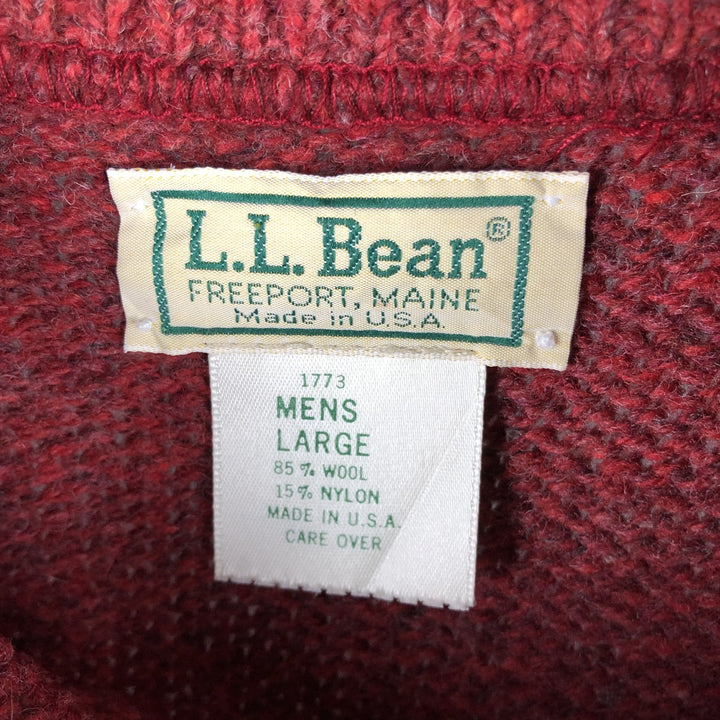 L.L. Bean®
FREEPORT, MAINE
Made in U.S.A.
1773
MENS
LARGE
85% WOOL
15% NYLON
MADE IN U.S.A.
CARE OVER